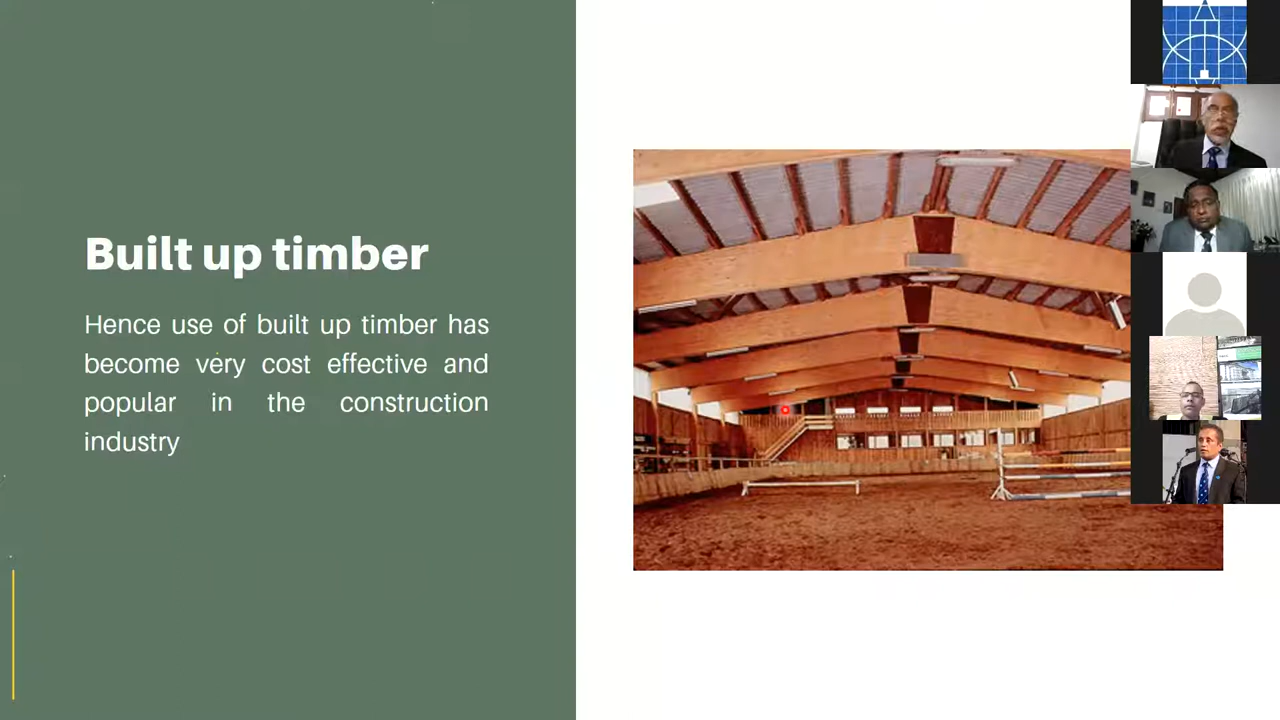 Built up timber
Hence use of built up timber has
become very cost effective and
popular in the construction
industry